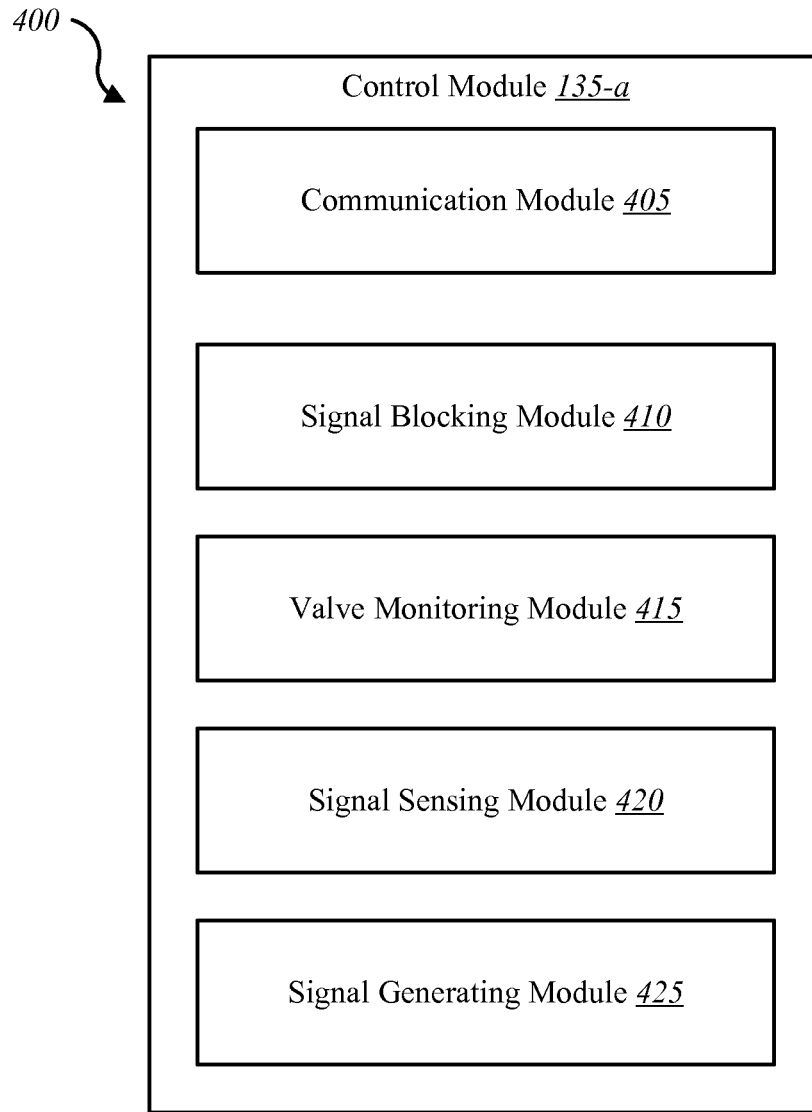 400
Control Module 135-a
Communication Module 405
Signal Blocking Module 410
Valve Monitoring Module 415
Signal Sensing Module 420
Signal Generating Module 425